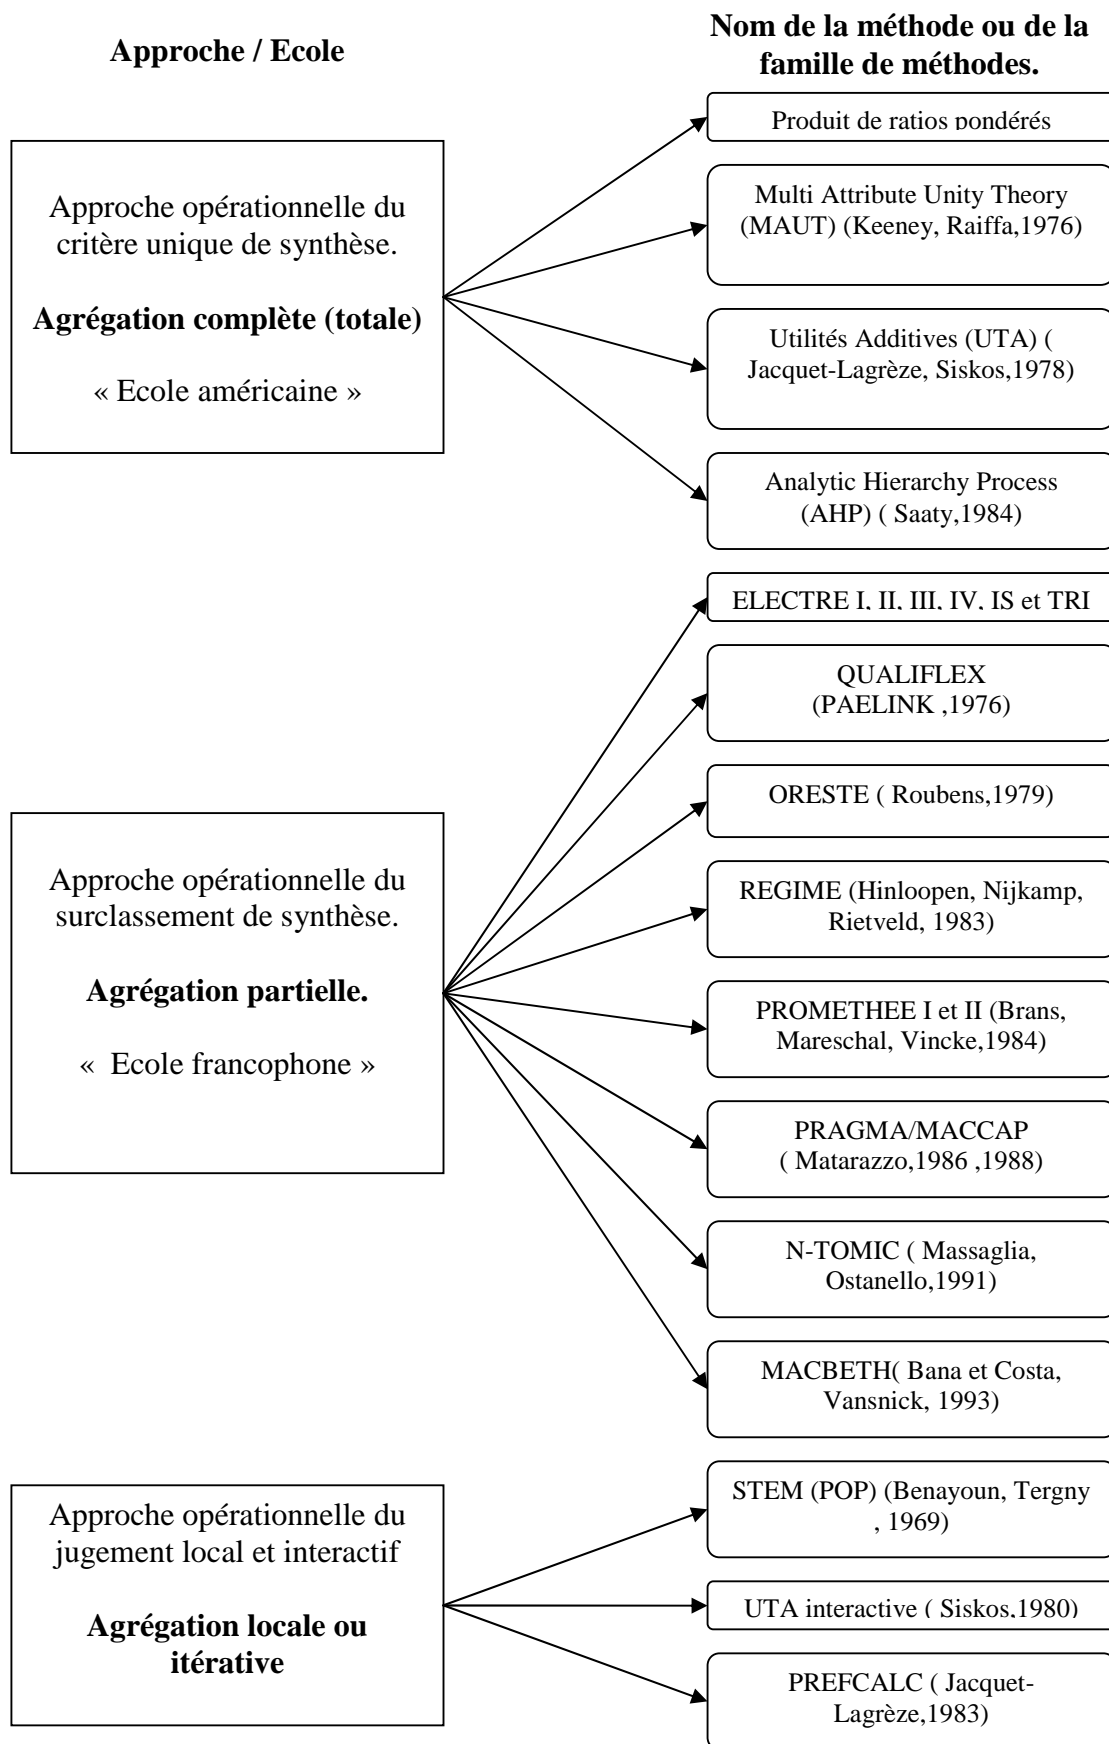 Approche / Ecole
Nom de la méthode ou de la
famille de méthodes.
Approche opérationnelle du
critère unique de synthèse.
Agrégation complète (totale)
« Ecole américaine »
Produit de ratios pondérés
Multi Attribute Unity Theory
(MAUT) (Keeney, Raiffa,1976)
Utilités Additives (UTA) (
Jacquet-Lagrèze, Siskos,1978)
Analytic Hierarchy Process
(AHP) ( Saaty,1984)
Approche opérationnelle du
surclassement de synthèse.
Agrégation partielle.
«  Ecole francophone »
ELECTRE I, II, III, IV, IS et TRI
QUALIFLEX
(PAELINK ,1976)
ORESTE ( Roubens,1979)
REGIME (Hinloopen, Nijkamp,
Rietveld, 1983)
PROMETHEE I et II (Brans,
Mareschal, Vincke,1984)
PRAGMA/MACCAP
( Matarazzo,1986 ,1988)
N-TOMIC ( Massaglia,
Ostanello,1991)
MACBETH( Bana et Costa,
Vansnick, 1993)
Approche opérationnelle du
jugement local et interactif
Agrégation locale ou
itérative
STEM (POP) (Benayoun, Tergny
, 1969)
UTA interactive ( Siskos,1980)
PREFCALC ( Jacquet-
Lagrèze,1983)